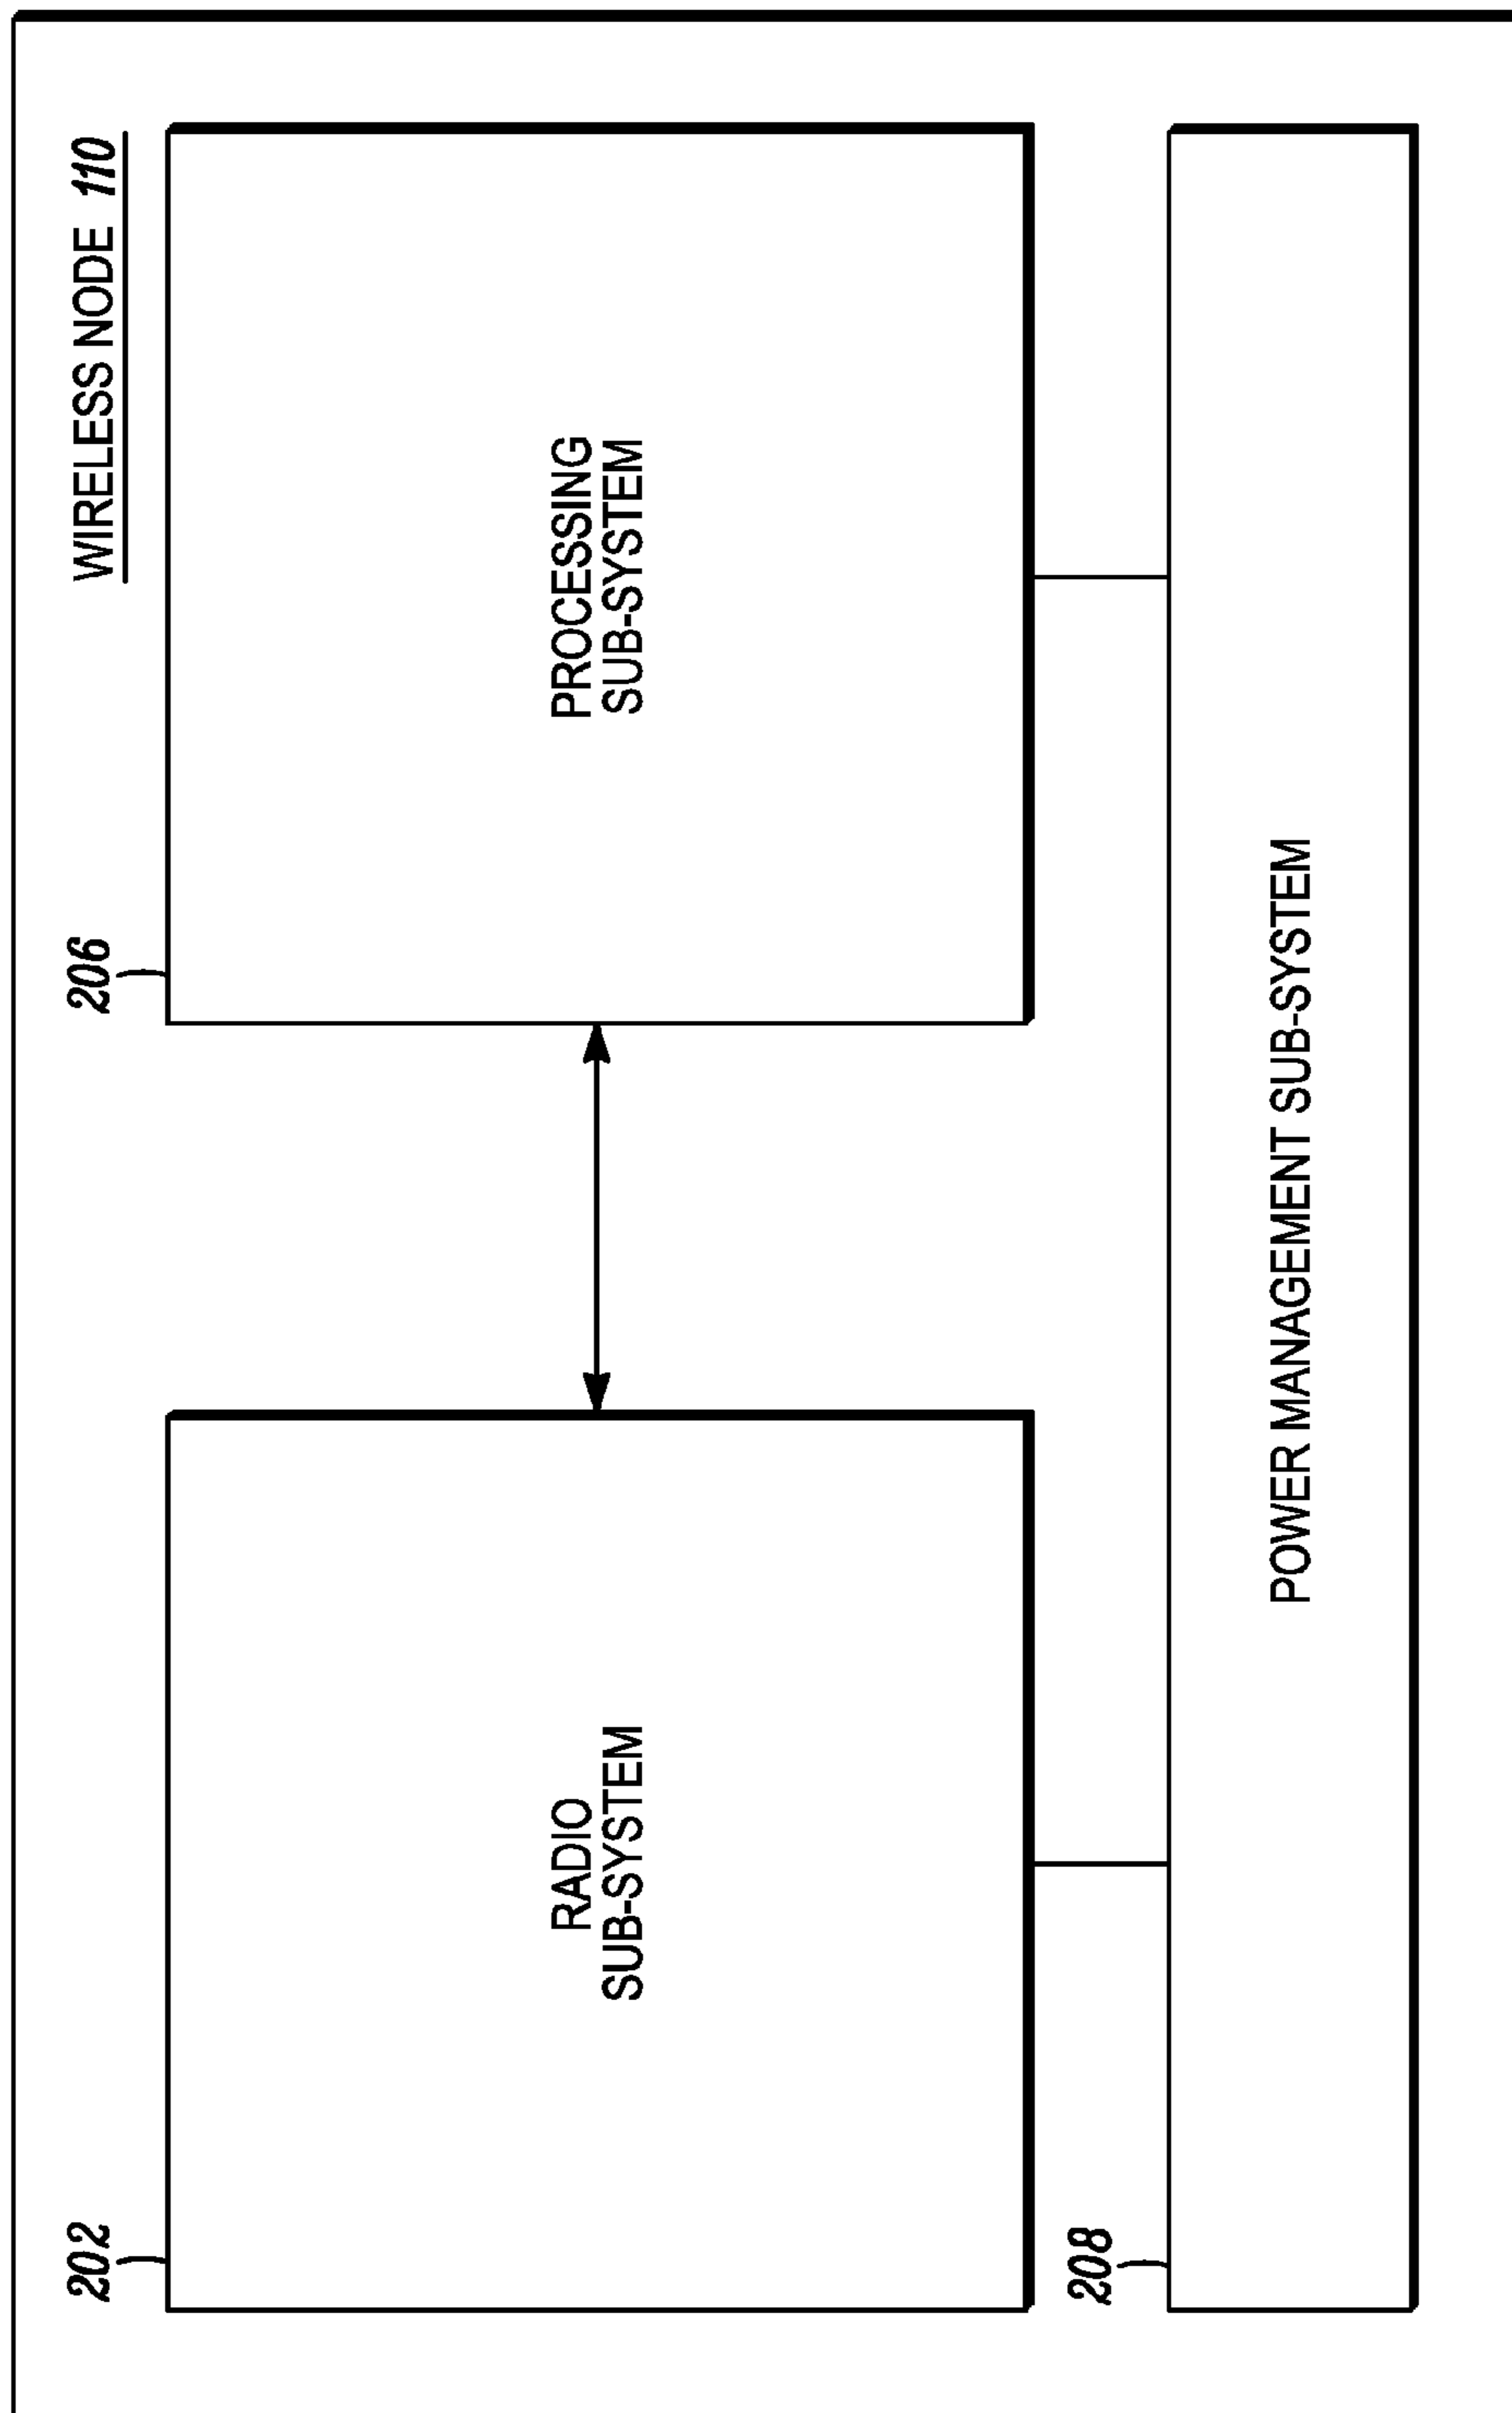 WIRELESS NODE 110
202
206
RADIO
SUB-SYSTEM
PROCESSING
SUB-SYSTEM
208
POWER MANAGEMENT SUB-SYSTEM